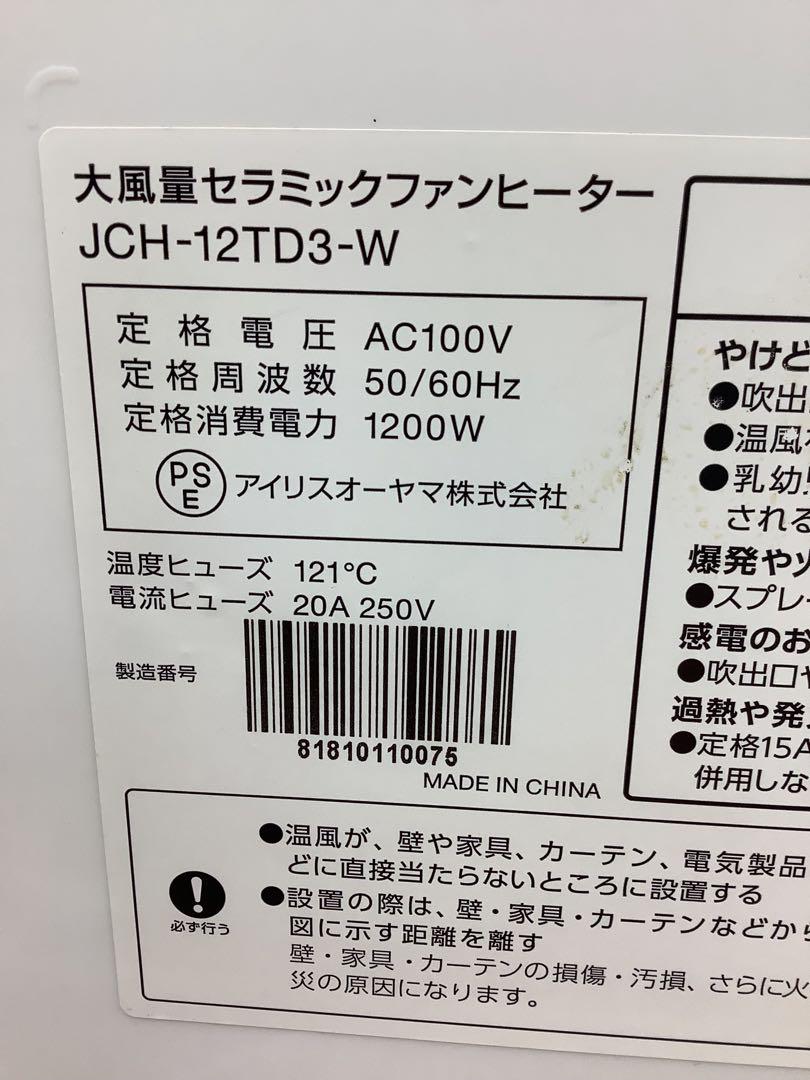 大風量セラミックファンヒーター
JCH-12TD3-W
定格電圧 AC100V
定格周波数 50/60Hz
定格消費電力 1200W
PS
E
アイリスオーヤマ株式会社
温度ヒューズ 121℃
電流ヒューズ 20A 250V
製造番号
81810110075
MADE IN CHINA
やけど
●吹出
●温風
●乳幼
される
爆発や
●スプレー
感電のお
●吹出口
過熱や発
●定格15A
併用しな
必ず行う
●温風が、壁や家具、カーテン、電気製品
どに直接当たらないところに設置する
●設置の際は、壁・家具・カーテンなどから
図に示す距離を離す
壁・家具・カーテンの損傷・汚損、さらに火
災の原因になります。